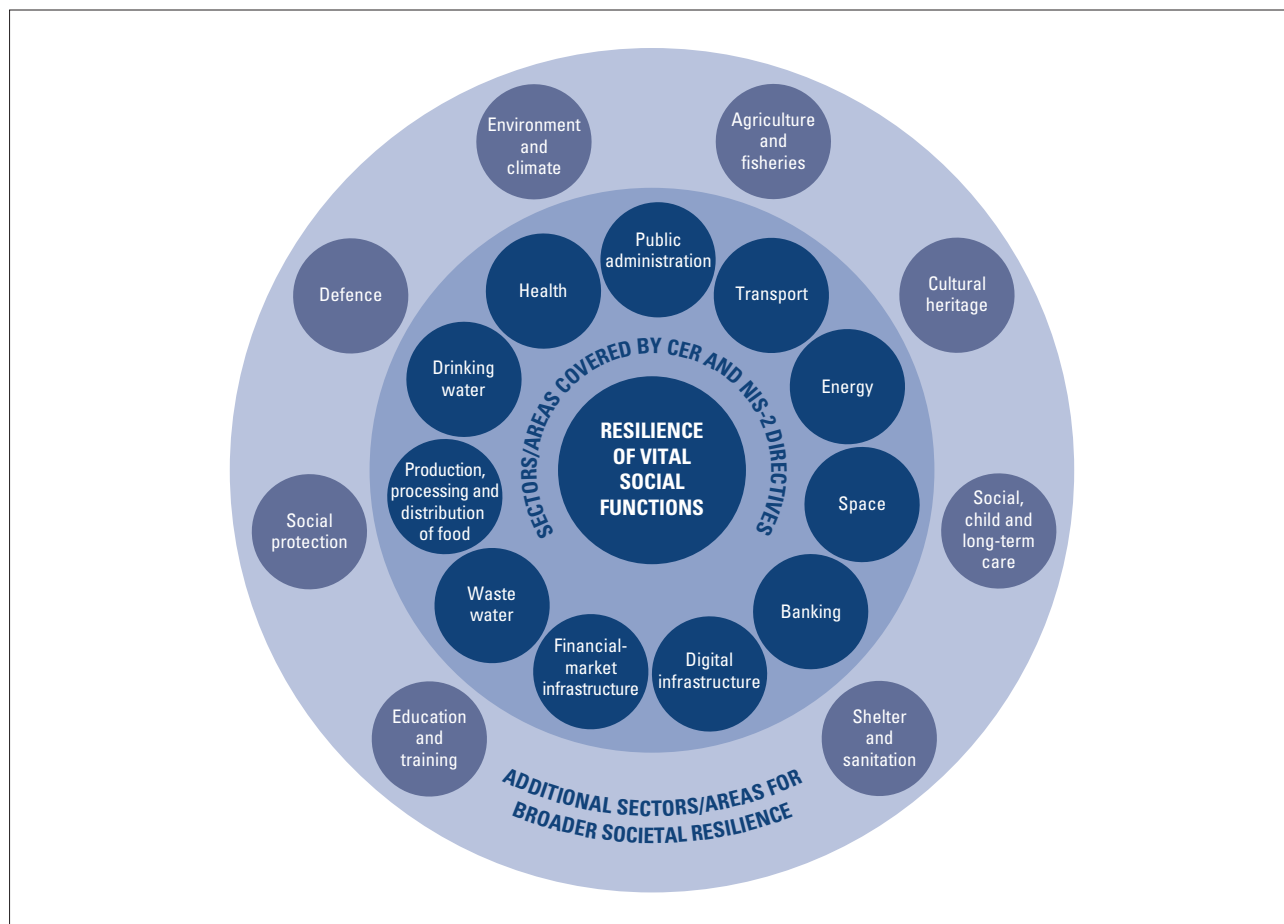 Environment
and
climate
Agriculture
and
fisheries
Defence
Cultural
heritage
Social
protection
Social,
child and
long-term
care
Education
and
training
Shelter
and
sanitation
ADDITIONAL SECTORS/AREAS FOR
BROADER SOCIETAL RESILIENCE
Public
administration
Health
Transport
Drinking
water
Energy
Production,
processing and
distribution
of food
Space
Waste
water
Banking
Financial-
market
infrastructure
Digital
infrastructure
SECTORS/AREAS COVERED BY CER AND NIS-2 DIRECTIVES
RESILIENCE
OF VITAL
SOCIAL
FUNCTIONS